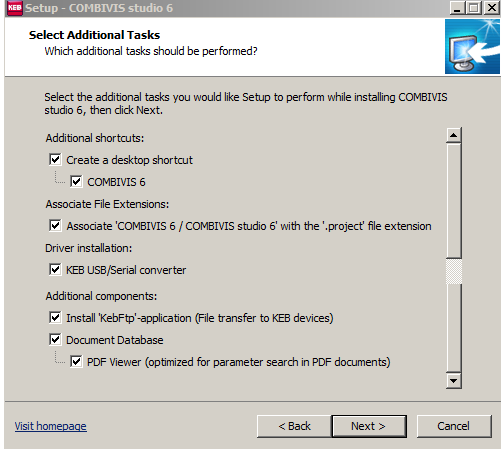 KEB Setup - COMBIVIS studio 6
Select Additional Tasks
Which additional tasks should be performed?
Select the additional tasks you would like Setup to perform while installing COMBIVIS
studio 6, then click Next.
Additional shortcuts:
Create a desktop shortcut
COMBIVIS 6
Associate File Extensions:
Associate 'COMBIVIS 6 / COMBIVIS studio 6' with the '.project' file extension
Driver installation:
KEB USB/Serial converter
Additional components:
Install 'KebFtp'-application (File transfer to KEB devices)
Document Database
PDF Viewer (optimized for parameter search in PDF documents)
Visit homepage
< Back
Next >
Cancel